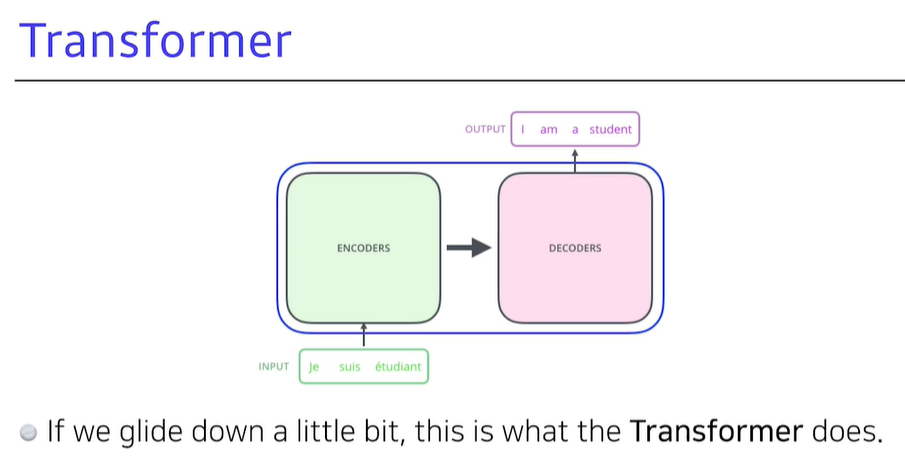 Transformer
OUTPUT I am a student
ENCODERS
DECODERS
INPUT Je suis étudiant
If we glide down a little bit, this is what the Transformer does.